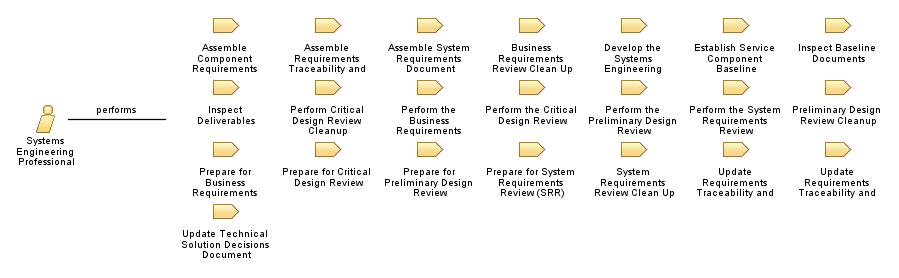 Assemble
Component
Requirements
Assemble
Requirements
Traceability and
Assemble System
Requirements
Document
Business
Requirements
Review Clean Up
Develop the
Systems
Engineering
Establish Service
Component
Baseline
Inspect Baseline
Documents
performs
Systems
Engineering
Professional
Inspect
Deliverables
Perform Critical
Design Review
Cleanup
Perform the
Business
Requirements
Perform the Critical
Design Review
Perform the
Preliminary Design
Review
Perform the System
Requirements
Review
Preliminary Design
Review Cleanup
Prepare for
Business
Requirements
Prepare for Critical
Design Review
Prepare for
Preliminary Design
Review
Prepare for System
Requirements
Review (SRR)
System
Requirements
Review Clean Up
Update
Requirements
Traceability and
Update
Requirements
Traceability and
Update Technical
Solution Decisions
Document